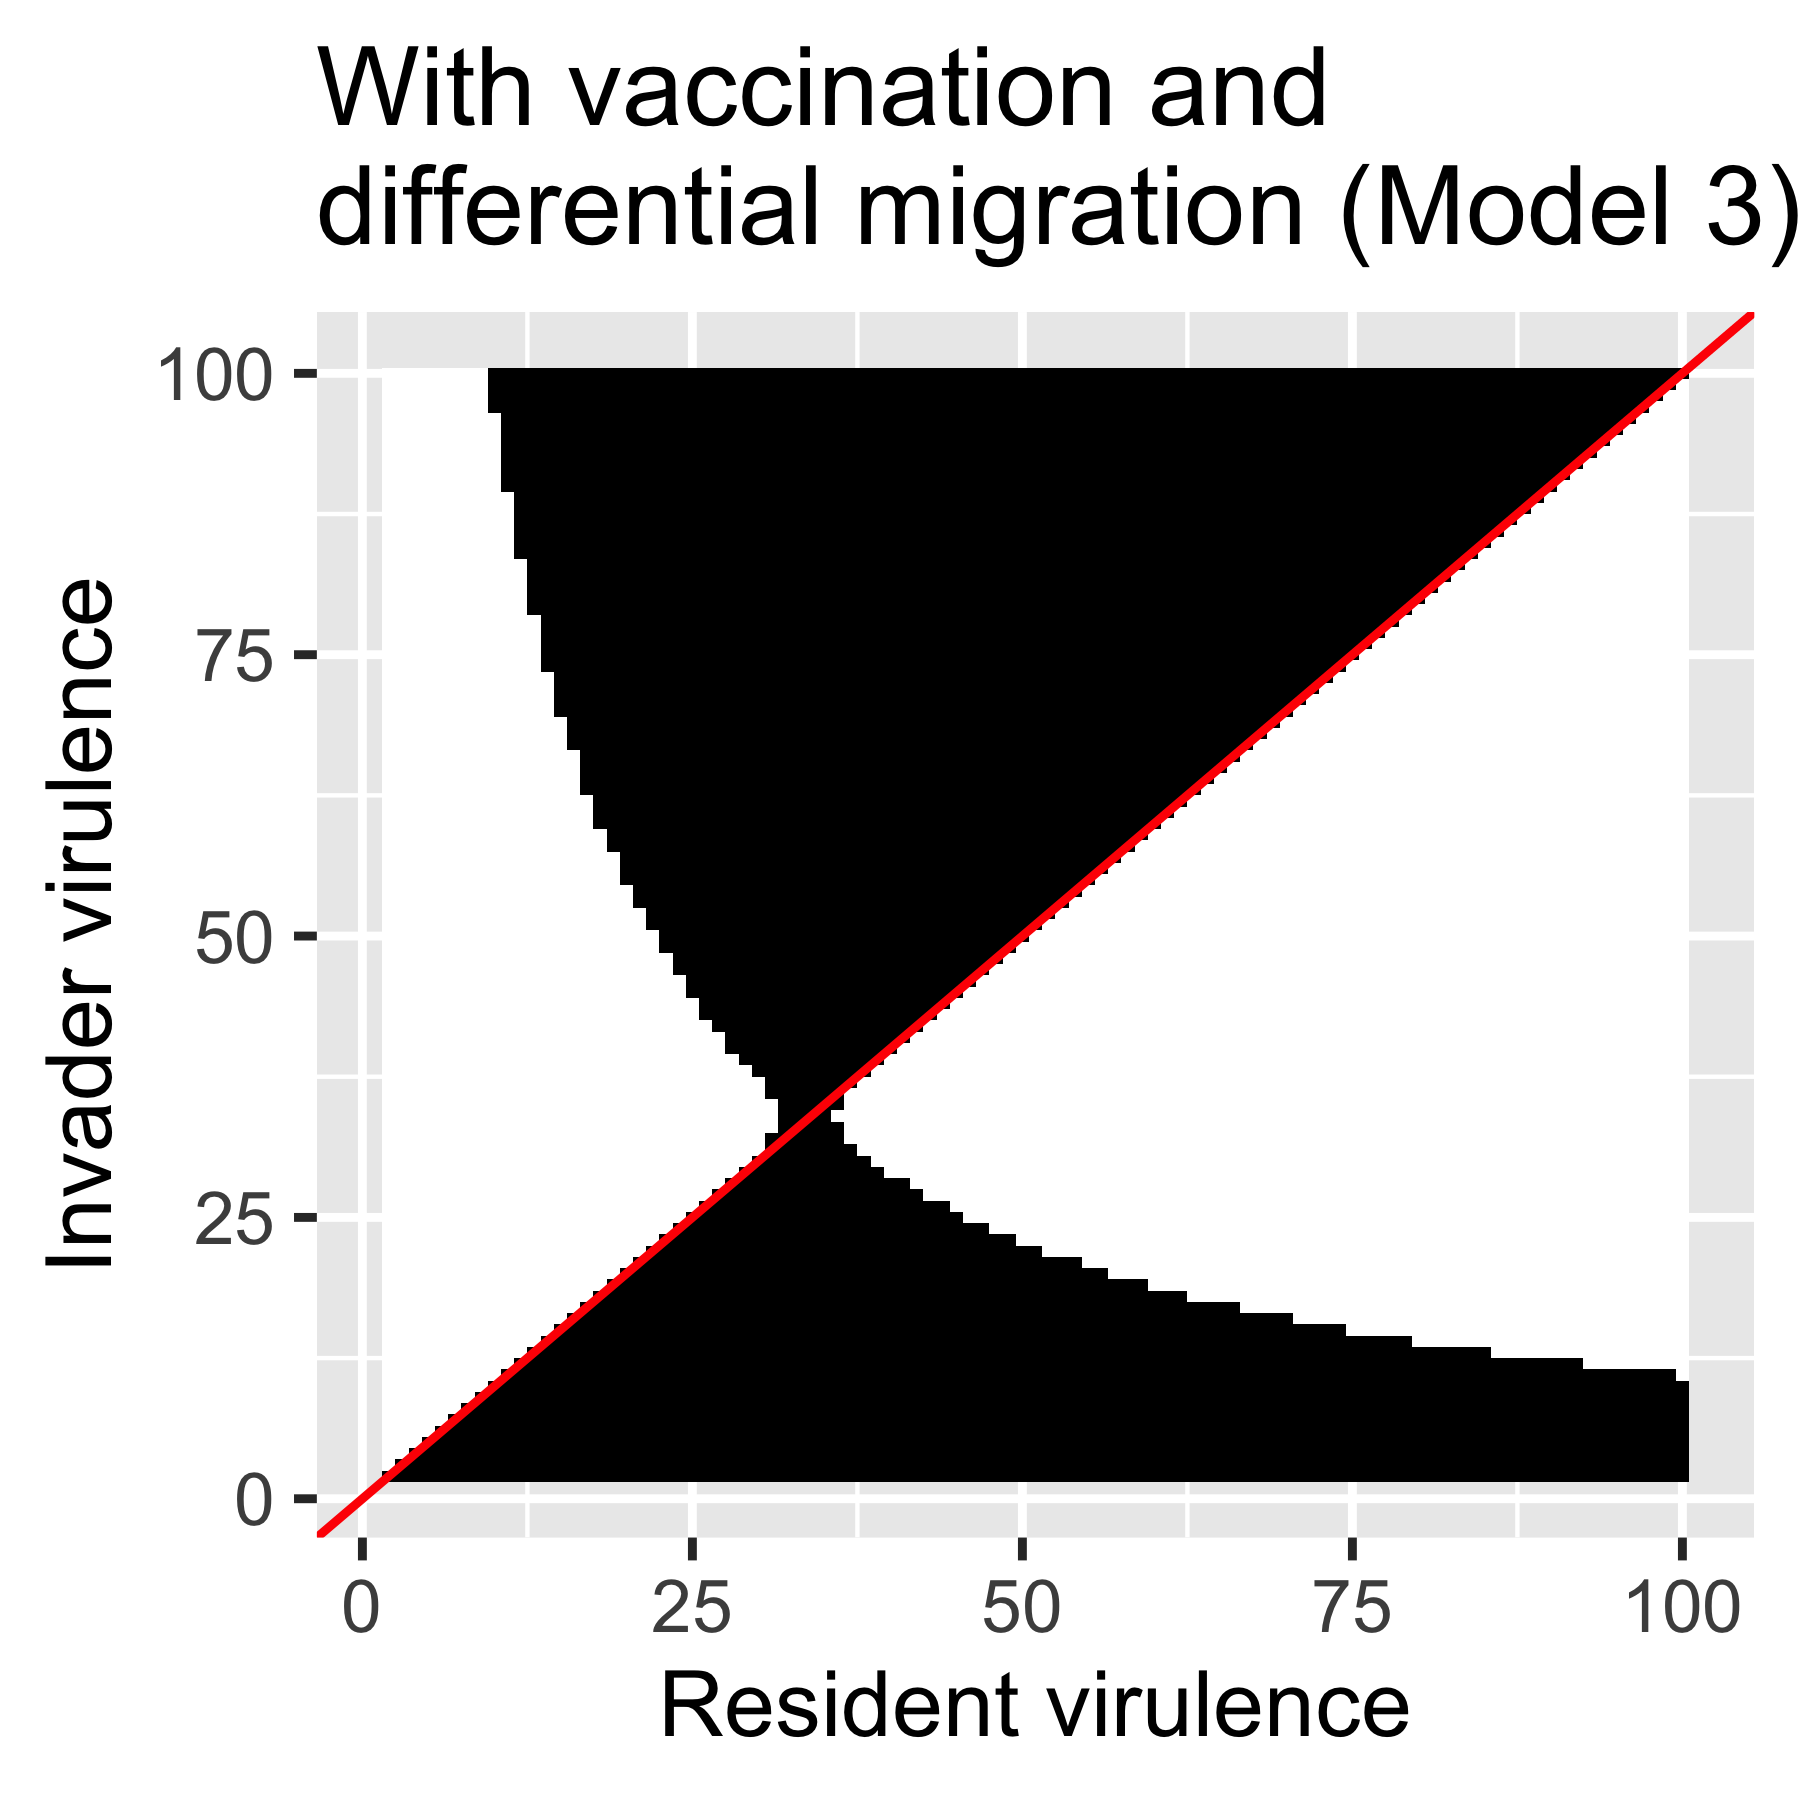 With vaccination and
differential migration (Model 3)
Invader virulence
100
75
50
25
0
0 25 50 75 100
Resident virulence